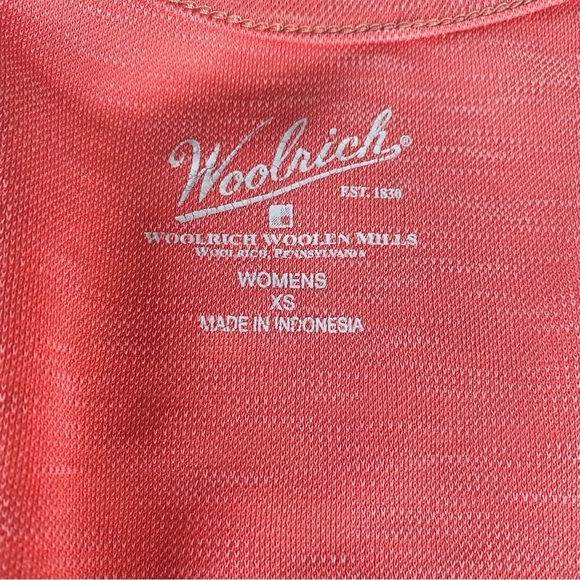 Woolrich®
EST. 1830
WOOLRICH WOOLEN MILLS
WOOLRICH, PENNSYLVANIA
WOMENS
XS
MADE IN INDONESIA